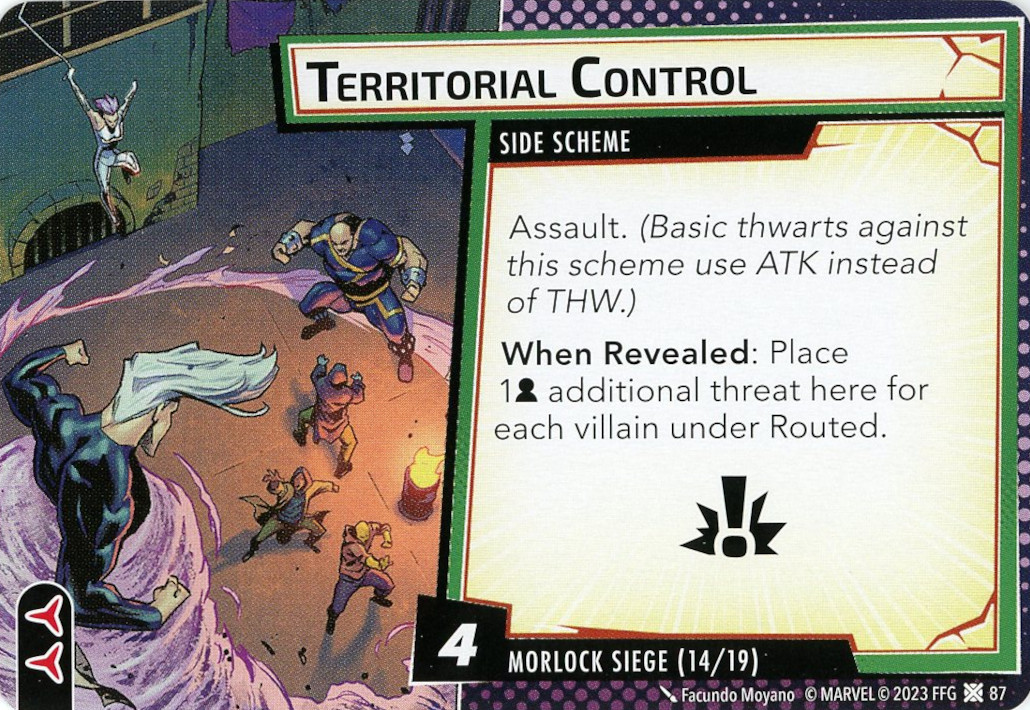 TERRITORIAL CONTROL
SIDE SCHEME
Assault. (Basic thwarts against
this scheme use ATK instead
of THW.)
When Revealed: Place
1 additional threat here for
each villain under Routed.
4
MORLOCK SIEGE (14/19)
Facundo Moyano © MARVEL © 2023 FFG 87